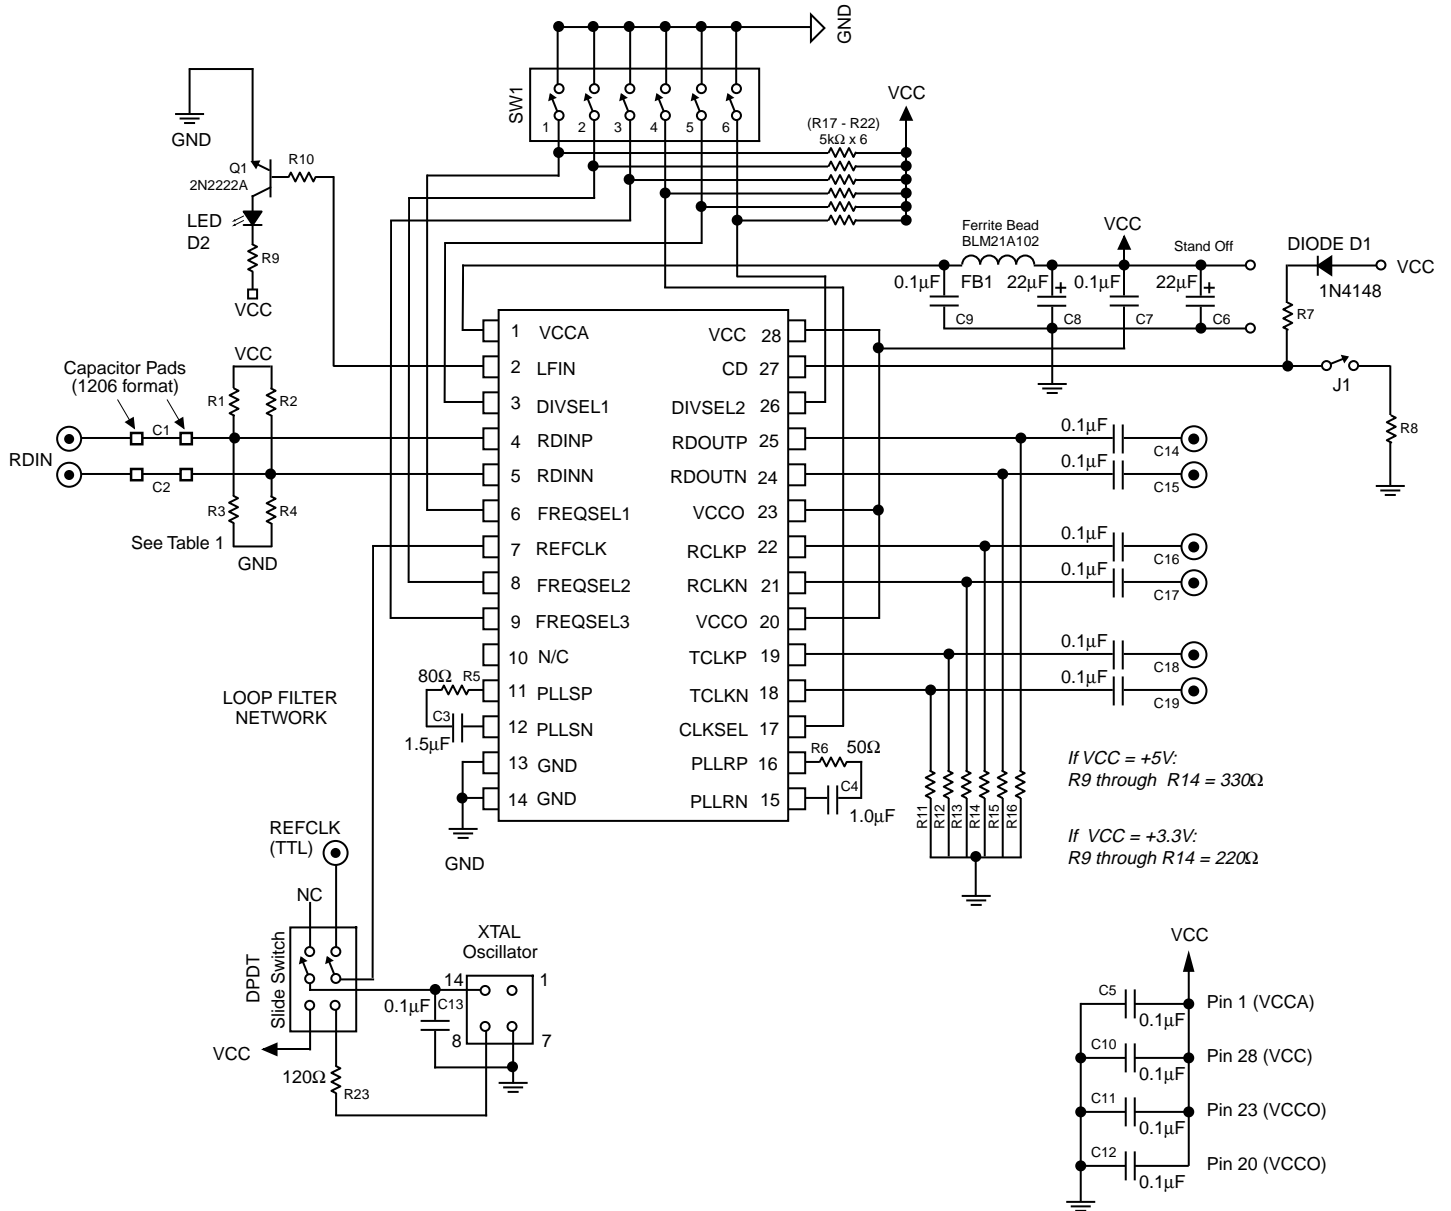 GND
SW1
1 2 3 4 5 6
VCC
(R17 - R22)
5kΩ x 6
GND
Q1
2N2222A
R10
LED
D2
R9
VCC
Ferrite Bead
BLM21A102
VCC
Stand Off
DIODE D1
VCC
1N4148
0.1µF
FB1
22µF
+
0.1µF
22µF
+
C9
C8
C7
C6
R7
J1
R8
Capacitor Pads
(1206 format)
VCC
R1
R2
C1
RDIN
C2
R3
R4
See Table 1
GND
1 VCCA
2 LFIN
3 DIVSEL1
4 RDINP
5 RDINN
6 FREQSEL1
7 REFCLK
8 FREQSEL2
9 FREQSEL3
10 N/C
11 PLLSP
12 PLLSN
13 GND
14 GND
VCC 28
CD 27
DIVSEL2 26
RDOUTP 25
RDOUTN 24
VCCO 23
RCLKP 22
RCLKN 21
VCCO 20
TCLKP 19
TCLKN 18
CLKSEL 17
PLLRP 16
PLLRN 15
0.1µF
C14
0.1µF
C15
0.1µF
C16
0.1µF
C17
0.1µF
C18
0.1µF
C19
LOOP FILTER
NETWORK
80Ω
R5
C3
1.5µF
GND
R6
50Ω
C4
1.0µF
R11
R12
R13
R14
R15
R16
If VCC = +5V:
R9 through R14 = 330Ω
If VCC = +3.3V:
R9 through R14 = 220Ω
REFCLK
(TTL)
NC
DPDT
Slide Switch
VCC
120Ω
R23
XTAL
Oscillator
14
1
0.1µF
C13
8
7
VCC
C5
0.1µF
Pin 1 (VCCA)
C10
0.1µF
Pin 28 (VCC)
C11
0.1µF
Pin 23 (VCCO)
C12
0.1µF
Pin 20 (VCCO)